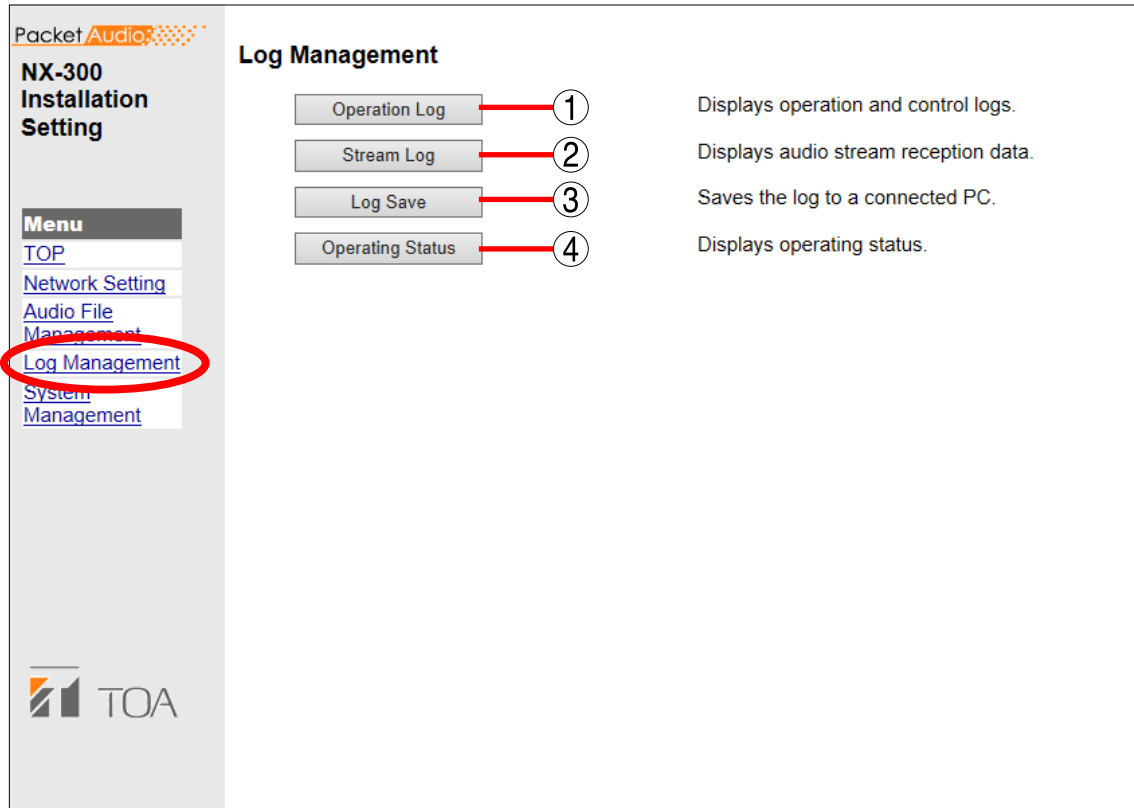 Packet Audio
NX-300
Installation
Setting
Menu
TOP
Network Setting
Audio File
Management
Log Management
System
Management
TOA
Log Management
Operation Log ① Displays operation and control logs.
Stream Log ② Displays audio stream reception data.
Log Save ③ Saves the log to a connected PC.
Operating Status ④ Displays operating status.